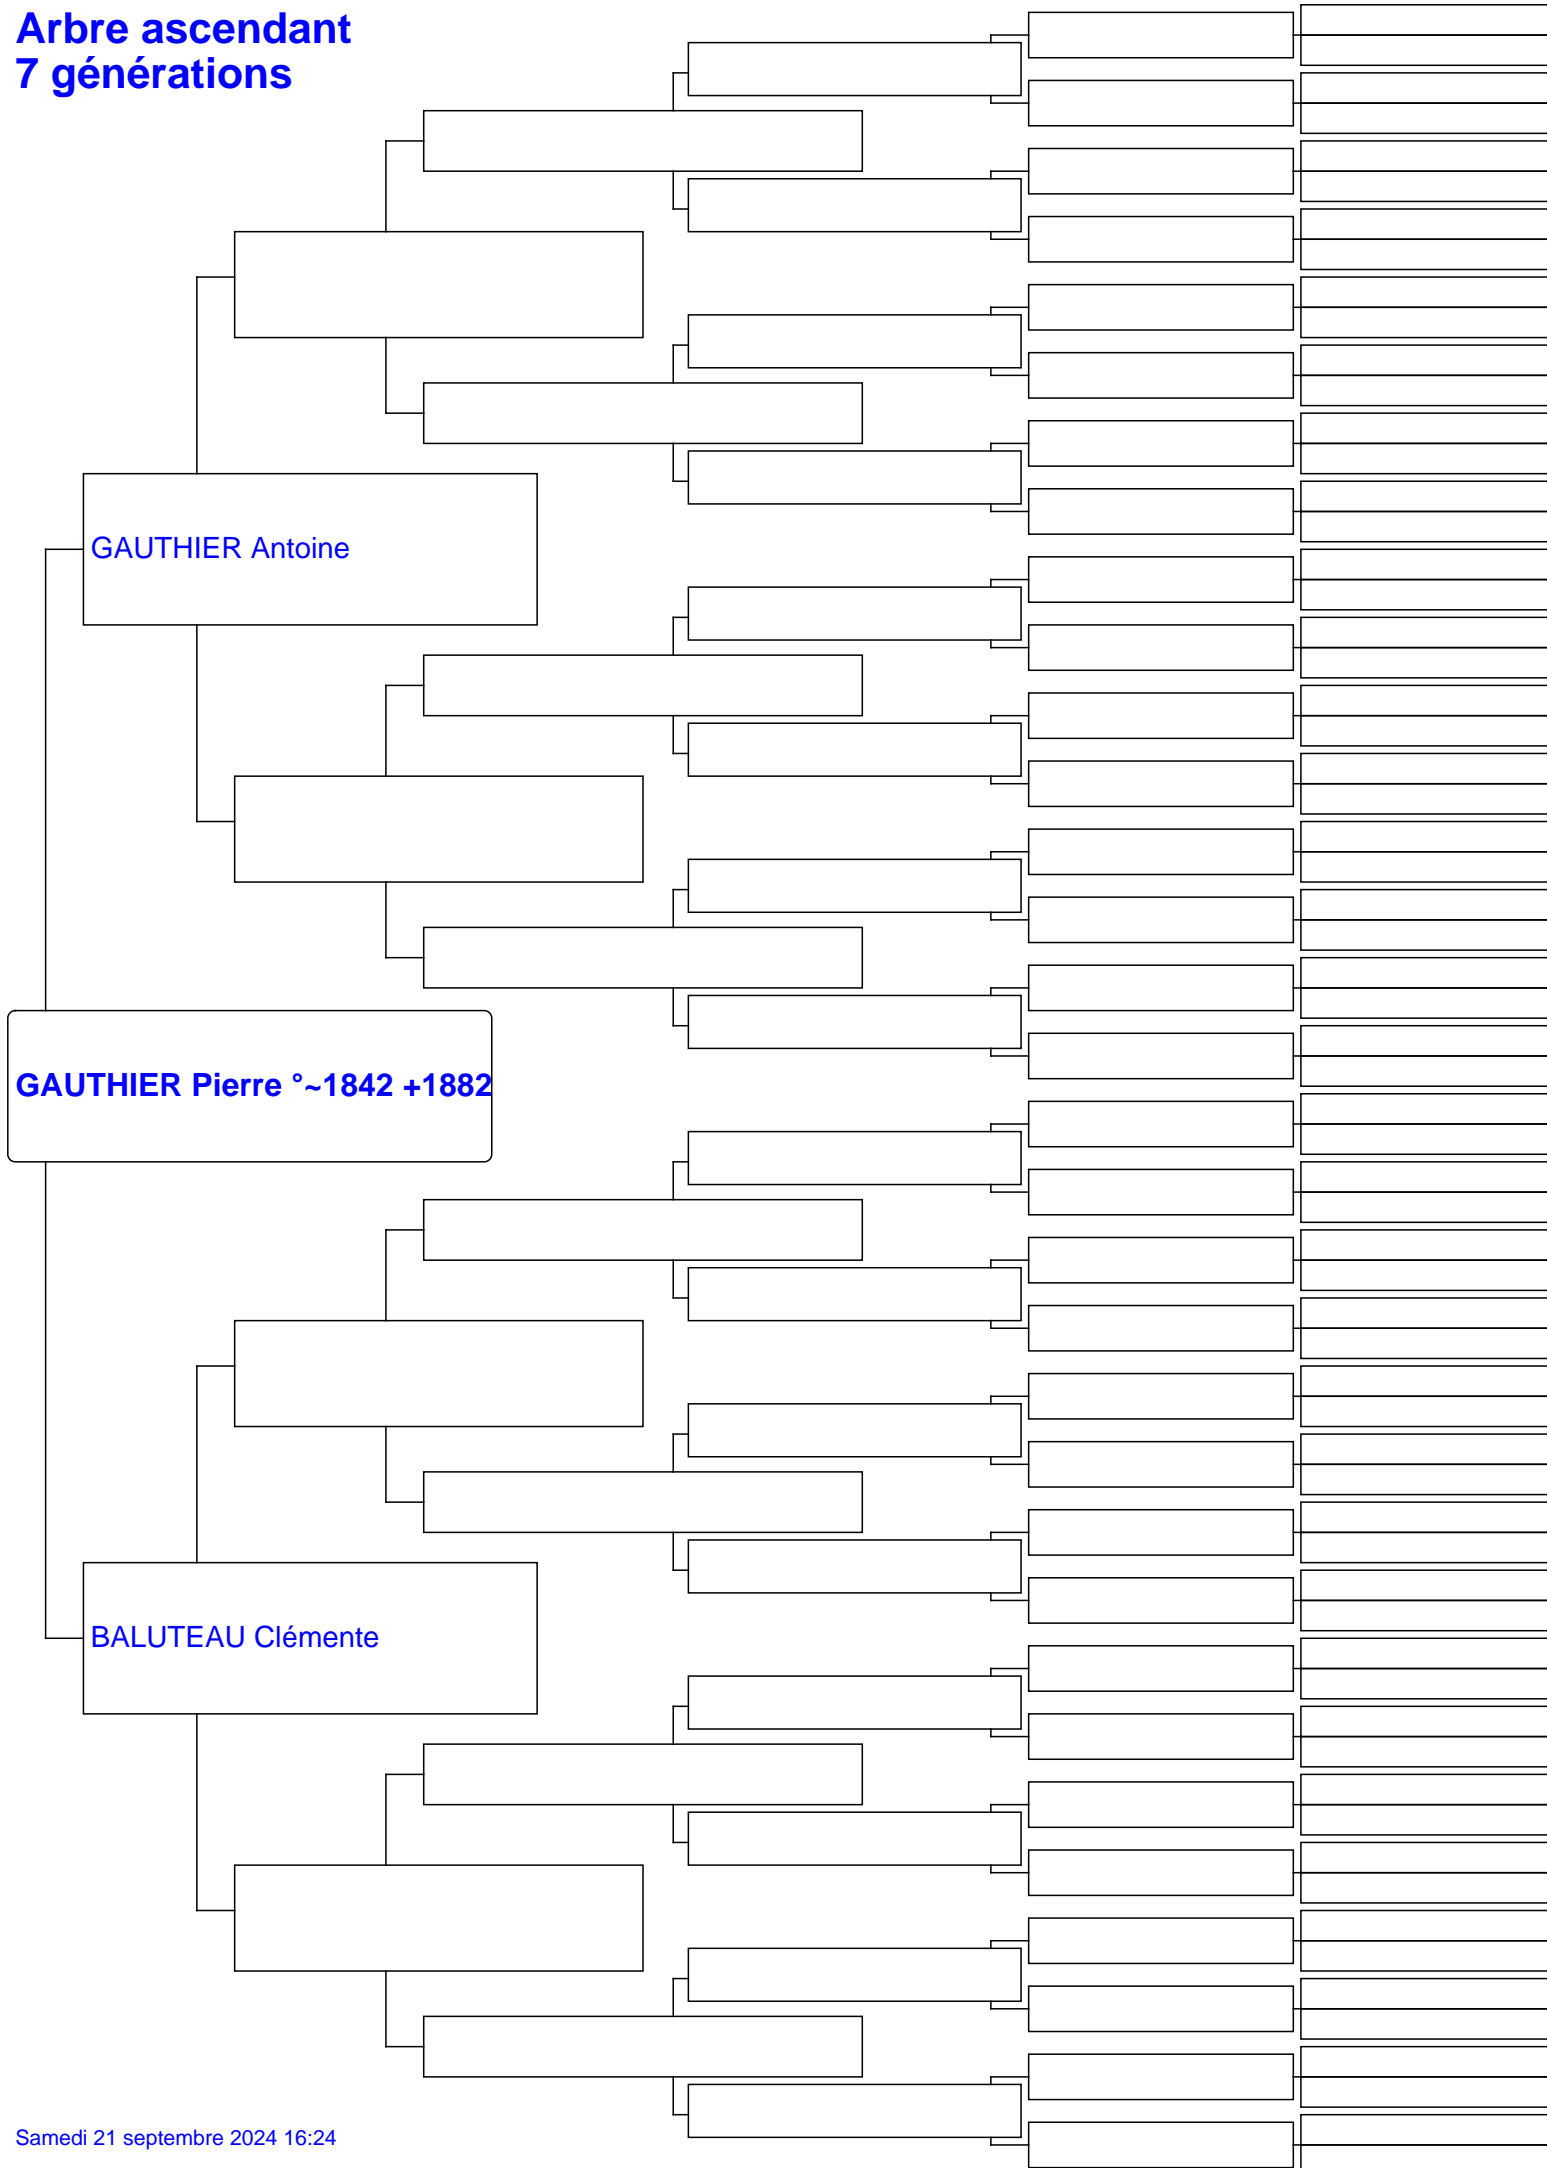 Arbre ascendant
7 générations
GAUTHIER Antoine
GAUTHIER Pierre °~1842 +1882
BALUTEAU Clémente
Samedi 21 septembre 2024 16:24